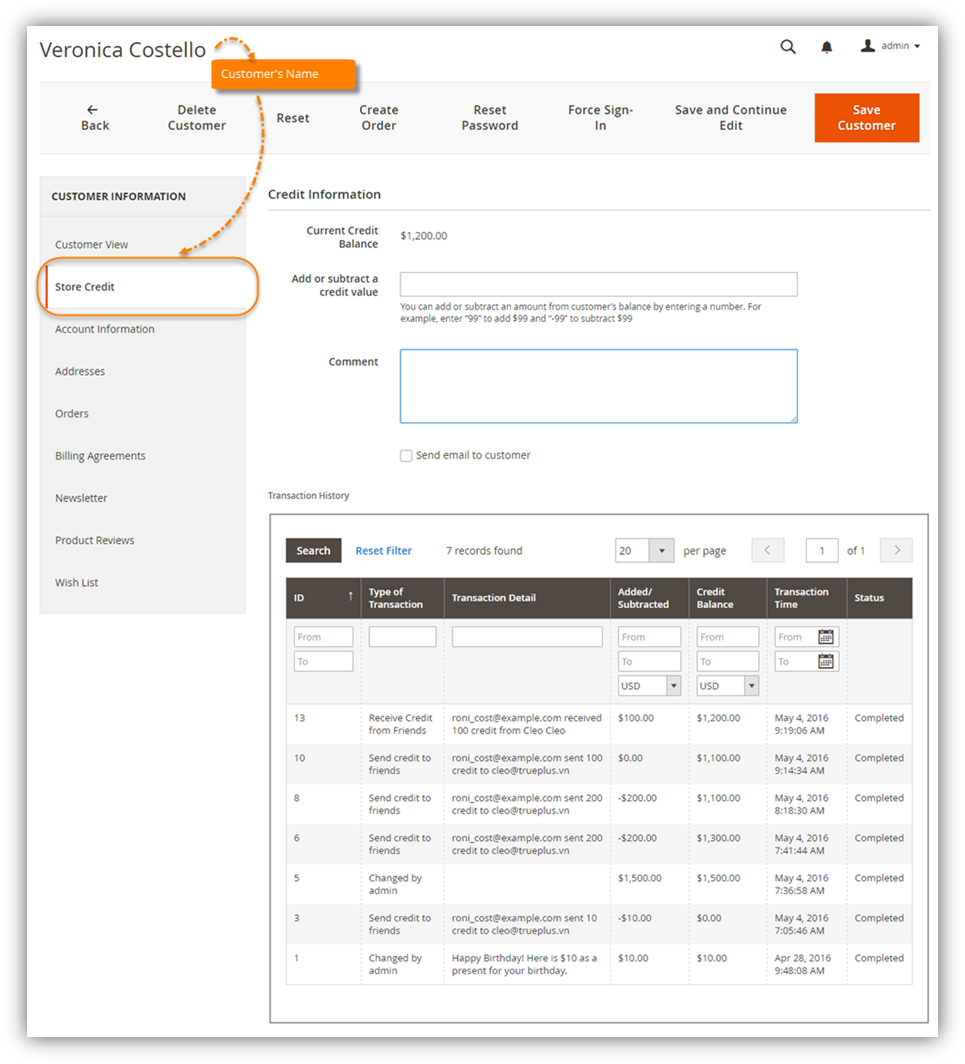 Veronica Costello
admin
Customer's Name
Back
Delete
Customer
Reset
Create
Order
Reset
Password
Force Sign-
In
Save and Continue
Edit
Save
Customer
CUSTOMER INFORMATION
Customer View
Store Credit
Account Information
Addresses
Orders
Billing Agreements
Newsletter
Product Reviews
Wish List
Credit Information
Current Credit
Balance
$1,200.00
Add or subtract a
credit value
You can add or subtract an amount from customer's balance by entering a number. For
example, enter "99" to add $99 and "-99" to subtract $99
Comment
Send email to customer
Transaction History
Search
Reset Filter
7 records found
20
per page
1
of 1
ID
Type of
Transaction
Transaction Detail
Added/
Subtracted
Credit
Balance
Transaction
Time
Status
From
To
From
To
USD
From
To
USD
From
To
13
Receive Credit
from Friends
roni_cost@example.com received
100 credit from Cleo Cleo
$100.00
$1,200.00
May 4, 2016
9:19:06 AM
Completed
10
Send credit to
friends
roni_cost@example.com sent 100
credit to cleo@trueplus.vn
$0.00
$1,100.00
May 4, 2016
9:14:34 AM
Completed
8
Send credit to
friends
roni_cost@example.com sent 200
credit to cleo@trueplus.vn
-$200.00
$1,100.00
May 4, 2016
8:18:30 AM
Completed
6
Send credit to
friends
roni_cost@example.com sent 200
credit to cleo@trueplus.vn
-$200.00
$1,300.00
May 4, 2016
7:41:44 AM
Completed
5
Changed by
admin
$1,500.00
$1,500.00
May 4, 2016
7:36:58 AM
Completed
3
Send credit to
friends
roni_cost@example.com sent 10
credit to cleo@trueplus.vn
-$10.00
$0.00
May 4, 2016
7:05:46 AM
Completed
1
Changed by
admin
Happy Birthday! Here is $10 as a
present for your birthday.
$10.00
$10.00
Apr 28, 2016
9:48:08 AM
Completed